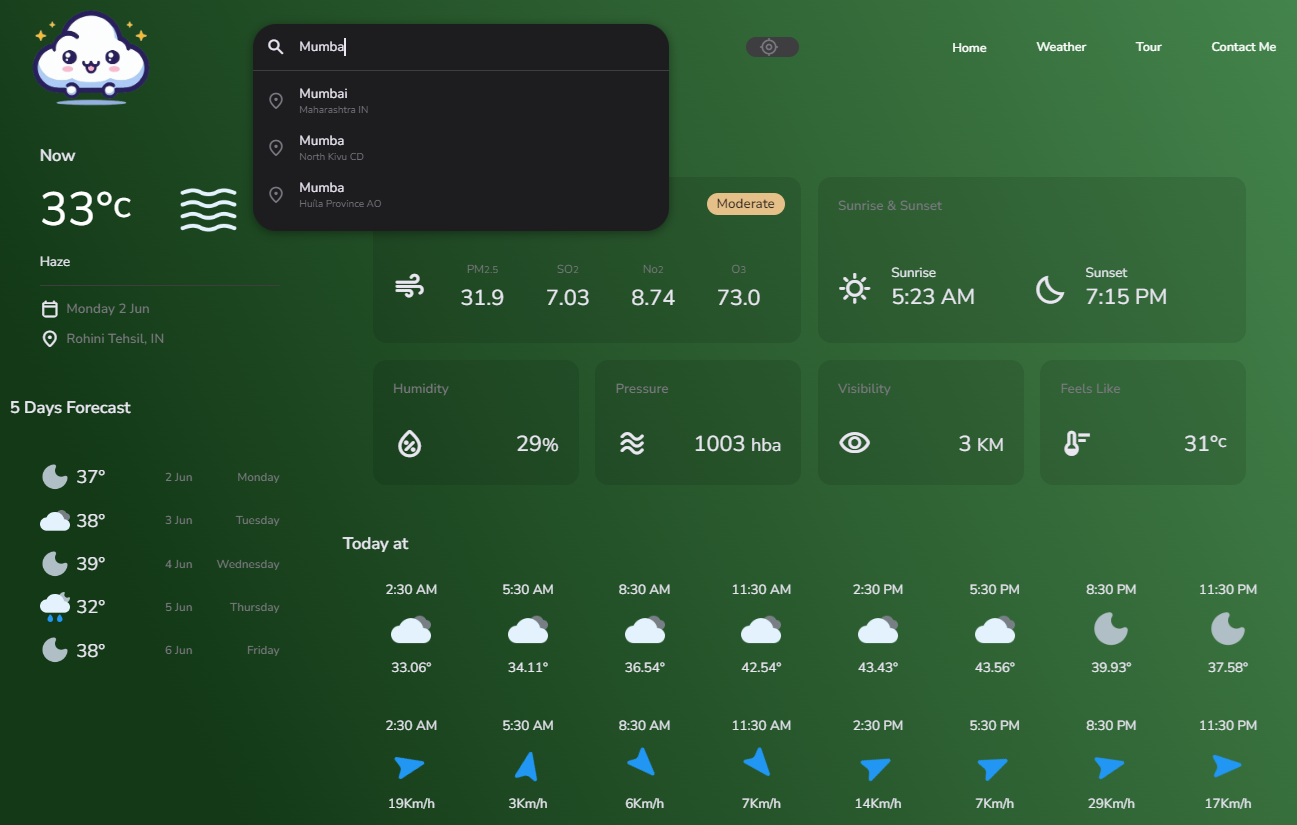 Mumba
Home Weather Tour Contact Me
Mumbai
Maharashtra IN
Mumba
North Kivu CD
Mumba
Huíla Province AO
Now
33°c
Haze
Monday 2 Jun
Rohini Tehsil, IN
5 Days Forecast
37° 2 Jun Monday
38° 3 Jun Tuesday
39° 4 Jun Wednesday
32° 5 Jun Thursday
38° 6 Jun Friday
Moderate
PM2.5 SO2 No2 O3
31.9 7.03 8.74 73.0
Sunrise & Sunset
Sunrise Sunset
5:23 AM 7:15 PM
Humidity
29%
Pressure
1003 hba
Visibility
3 KM
Feels Like
31°c
Today at
2:30 AM 5:30 AM 8:30 AM 11:30 AM 2:30 PM 5:30 PM 8:30 PM 11:30 PM
33.06° 34.11° 36.54° 42.54° 43.43° 43.56° 39.93° 37.58°
2:30 AM 5:30 AM 8:30 AM 11:30 AM 2:30 PM 5:30 PM 8:30 PM 11:30 PM
19Km/h 3Km/h 6Km/h 7Km/h 14Km/h 7Km/h 29Km/h 17Km/h